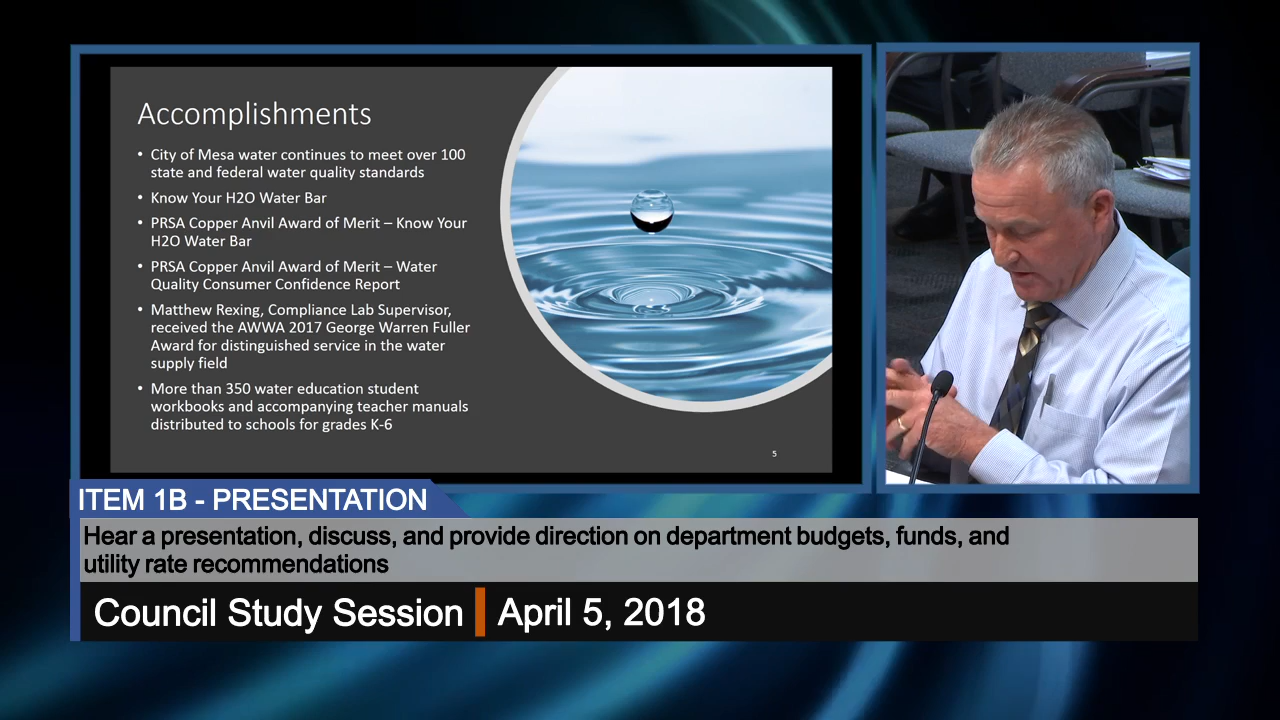 Accomplishments
• City of Mesa water continues to meet over 100
state and federal water quality standards
• Know Your H2O Water Bar
• PRSA Copper Anvil Award of Merit – Know Your
H2O Water Bar
• PRSA Copper Anvil Award of Merit – Water
Quality Consumer Confidence Report
• Matthew Rexing, Compliance Lab Supervisor,
received the AWWA 2017 George Warren Fuller
Award for distinguished service in the water
supply field
• More than 350 water education student
workbooks and accompanying teacher manuals
distributed to schools for grades K-6
5
ITEM 1B - PRESENTATION
Hear a presentation, discuss, and provide direction on department budgets, funds, and
utility rate recommendations
Council Study Session | April 5, 2018